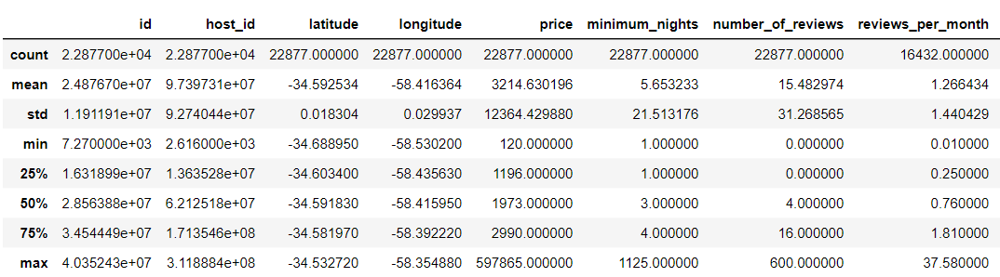 id host_id latitude longitude price minimum_nights number_of_reviews reviews_per_month
count 2.287700e+04 2.287700e+04 22877.000000 22877.000000 22877.000000 22877.000000 22877.000000 16432.000000
mean 2.487670e+07 9.739731e+07 -34.592534 -58.416364 3214.630196 5.653233 15.482974 1.266434
std 1.191191e+07 9.274044e+07 0.018304 0.029937 12364.429880 21.513176 31.268565 1.440429
min 7.270000e+03 2.616000e+03 -34.688950 -58.530200 120.000000 1.000000 0.000000 0.010000
25% 1.631899e+07 1.363528e+07 -34.603400 -58.435630 1196.000000 1.000000 0.000000 0.250000
50% 2.856388e+07 6.212518e+07 -34.591830 -58.415950 1973.000000 3.000000 4.000000 0.760000
75% 3.454449e+07 1.713546e+08 -34.581970 -58.392220 2990.000000 4.000000 16.000000 1.810000
max 4.035243e+07 3.118884e+08 -34.532720 -58.354880 597865.000000 1125.000000 600.000000 37.580000